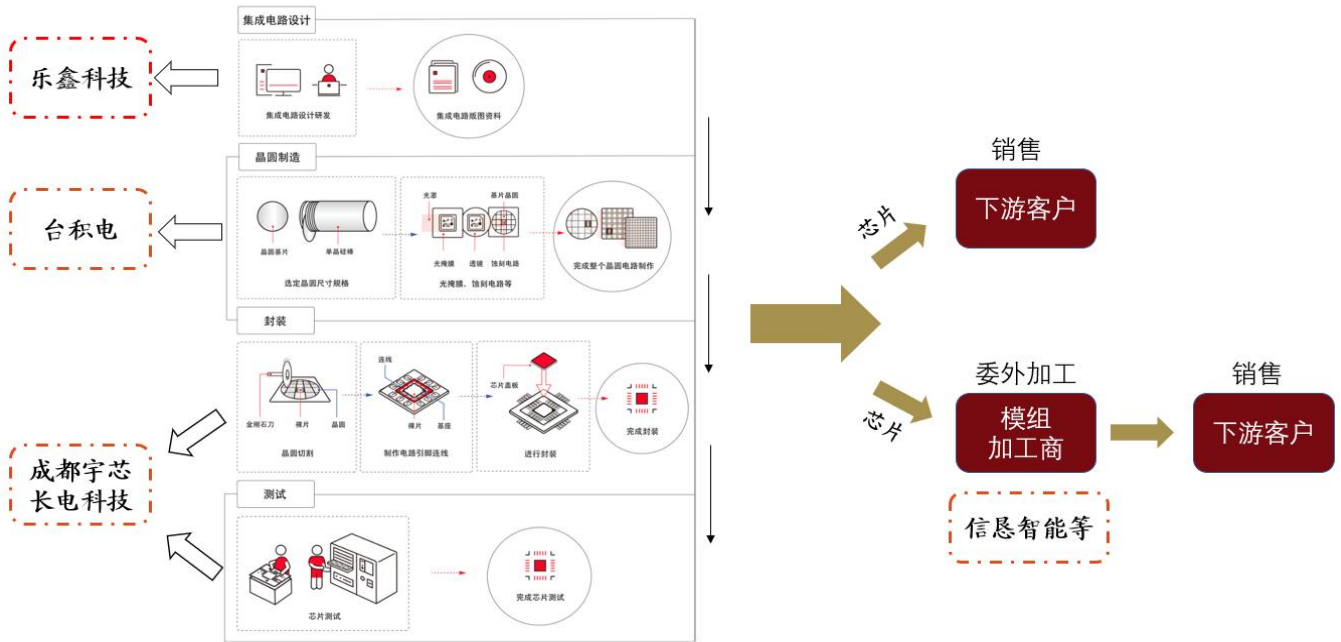 集成电路设计
乐鑫科技
集成电路设计研发
集成电路版图资料
晶圆制造
台积电
晶圆基片
单晶硅棒
选定晶圆尺寸规格
光罩
基片晶圆
光掩膜
透镜
蚀刻电路
光掩膜、蚀刻电路等
完成整个晶圆电路制作
封装
金刚石刀
裸片
晶圆
晶圆切割
连线
裸片
基座
制作电路引脚连线
芯片盖板
进行封装
完成封装
成都宇芯
长电科技
测试
芯片测试
完成芯片测试
芯片
销售
下游客户
芯片
委外加工
模组
加工商
信恳智能等
销售
下游客户